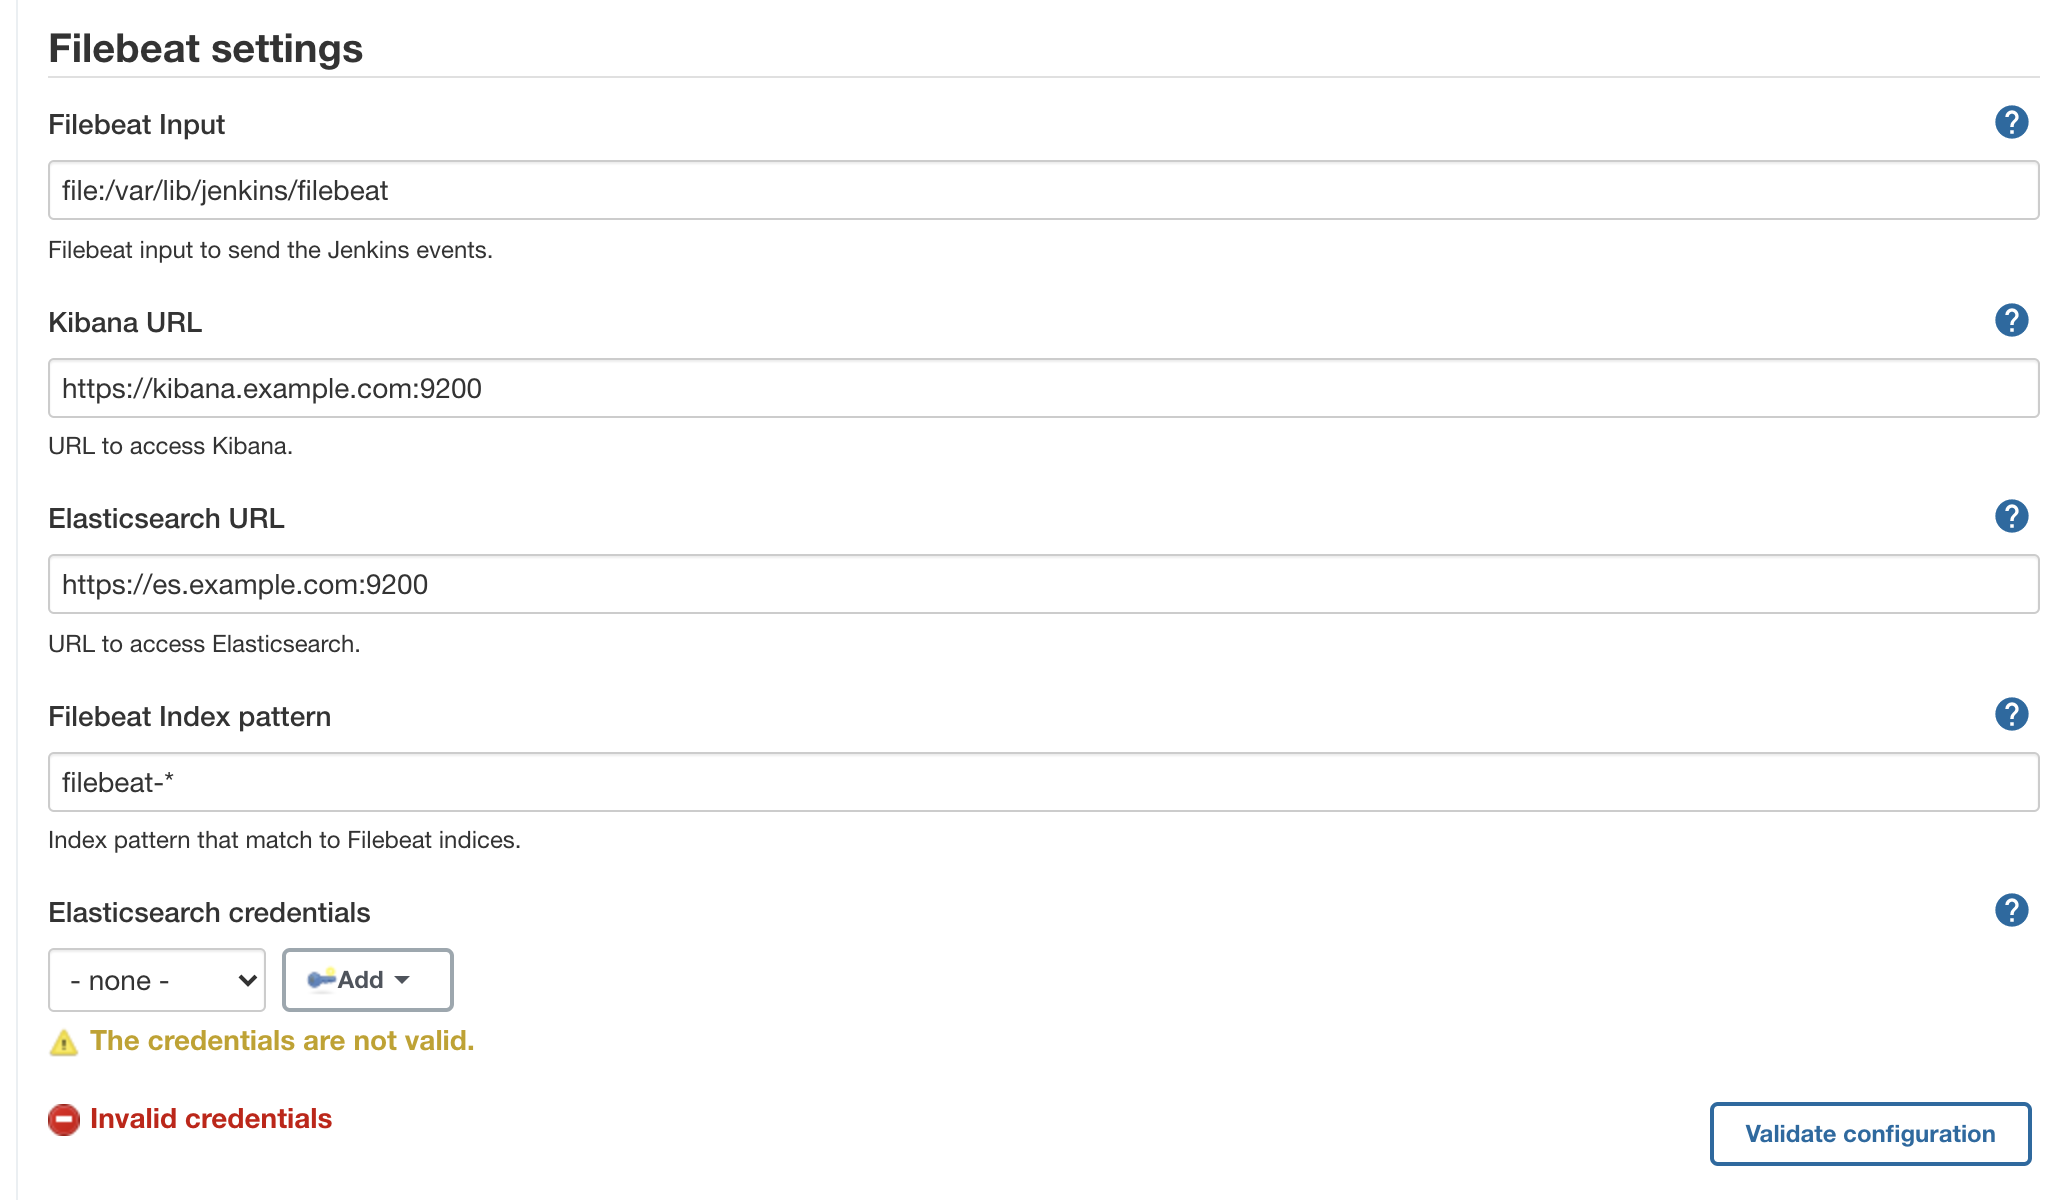 Filebeat settings
Filebeat Input
?
file:/var/lib/jenkins/filebeat
Filebeat input to send the Jenkins events.
Kibana URL
?
https://kibana.example.com:9200
URL to access Kibana.
Elasticsearch URL
?
https://es.example.com:9200
URL to access Elasticsearch.
Filebeat Index pattern
?
filebeat-*
Index pattern that match to Filebeat indices.
Elasticsearch credentials
?
- none -
Add
The credentials are not valid.
Invalid credentials
Validate configuration